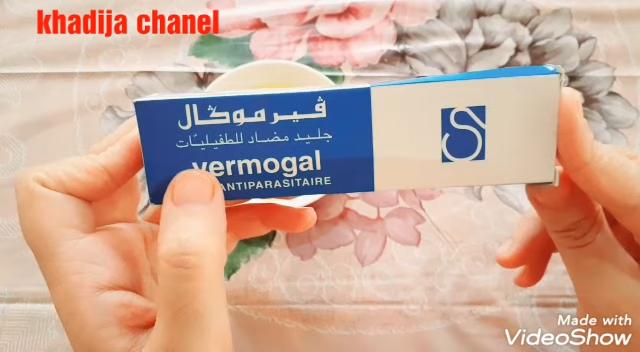 khadija chanel
ڤيرموڭال
جليد مضاد للطفيليات
vermogal
ANTIPARASITAIRE
Made with
VideoShow